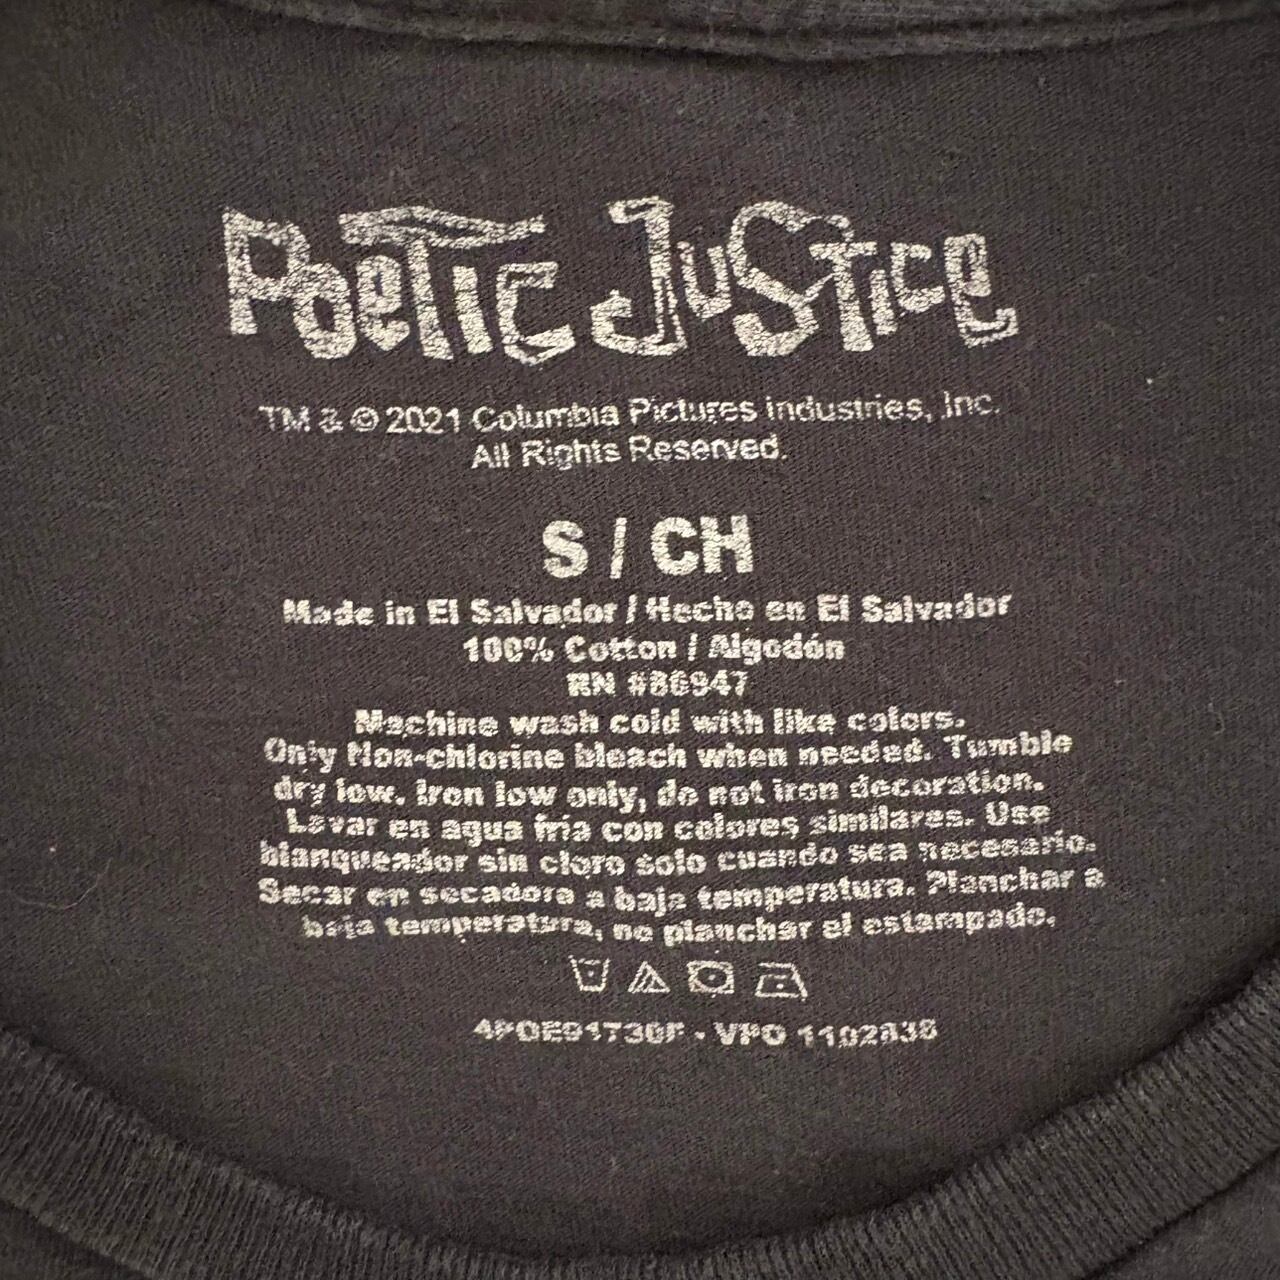 Poetic Justice
TM & © 2021 Columbia Pictures Industries, Inc.
All Rights Reserved.
S / CH
Made in El Salvador / Hecho en El Salvador
100% Cotton / Algodón
RN #86947
Machine wash cold with like colors.
Only Non-chlorine bleach when needed. Tumble
dry low. Iron low only, do not iron decoration.
Lavar en agua fría con colores similares. Use
blanqueador sin cloro solo cuando sea necesario.
Secar en secadora a baja temperatura. Planchar a
baja temperatura, no planchar el estampado.
VPO